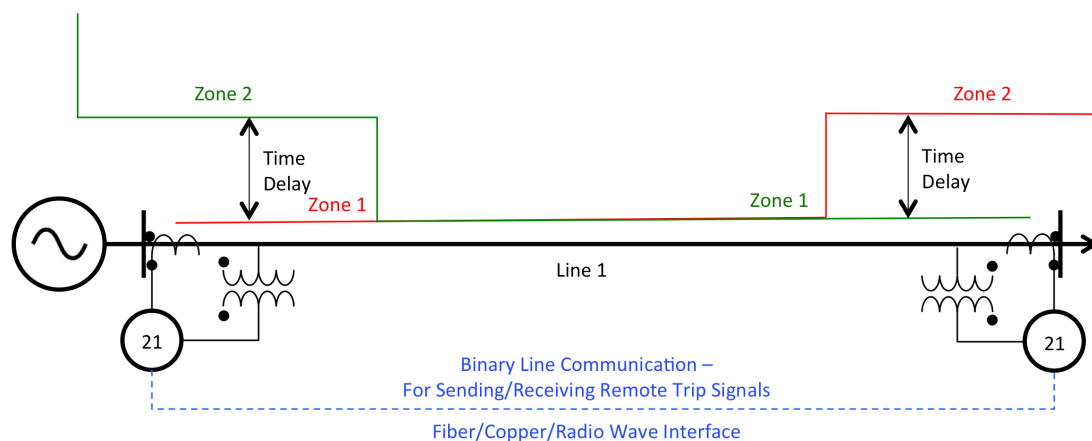 Zone 2
Zone 2
Time
Delay
Time
Delay
Zone 1
Zone 1
Line 1
21
21
Binary Line Communication –
For Sending/Receiving Remote Trip Signals
Fiber/Copper/Radio Wave Interface